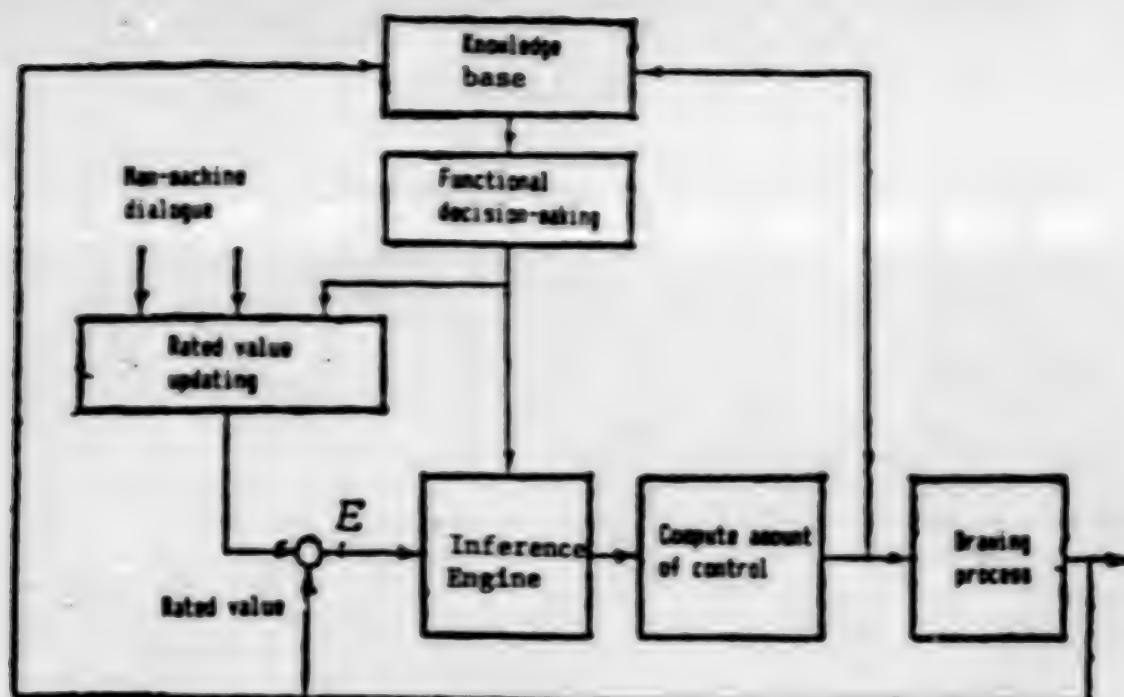 Knowledge
base
Man-machine
dialogue
Functional
decision-making
Rated value
updating
E
Inference
Engine
Compute amount
of control
Drawing
process
Rated value